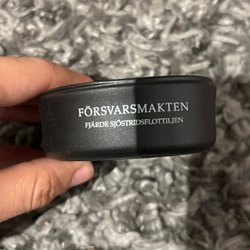 FÖRSVARSMAKTEN
FJÄRDE SJÖSTRIDSFLOTTILJEN